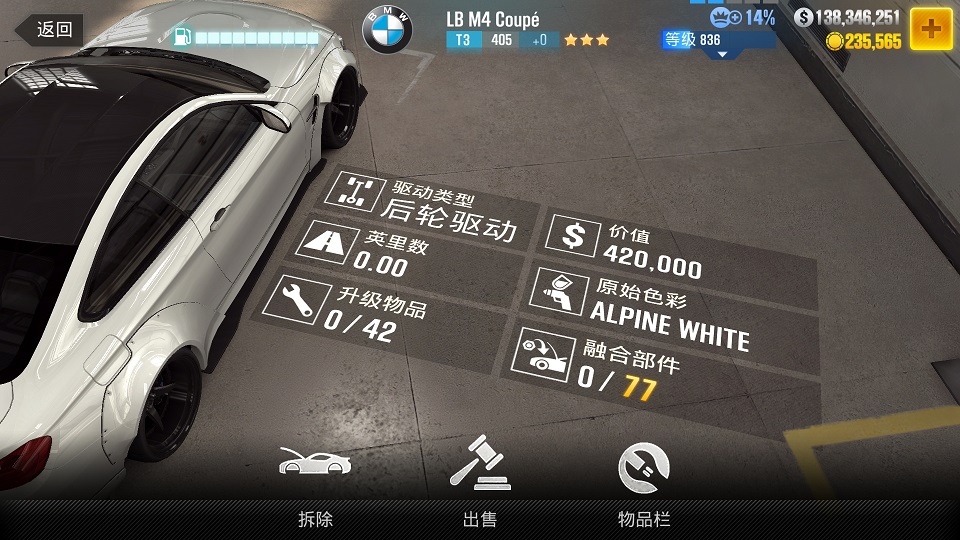 返回
BMW
LB M4 Coupé
T3 405 +0
14%
等级 836
138,346,251
235,565
驱动类型
后轮驱动
英里数
0.00
升级物品
0/42
价值
420,000
原始色彩
ALPINE WHITE
融合部件
0/77
拆除
出售
物品栏